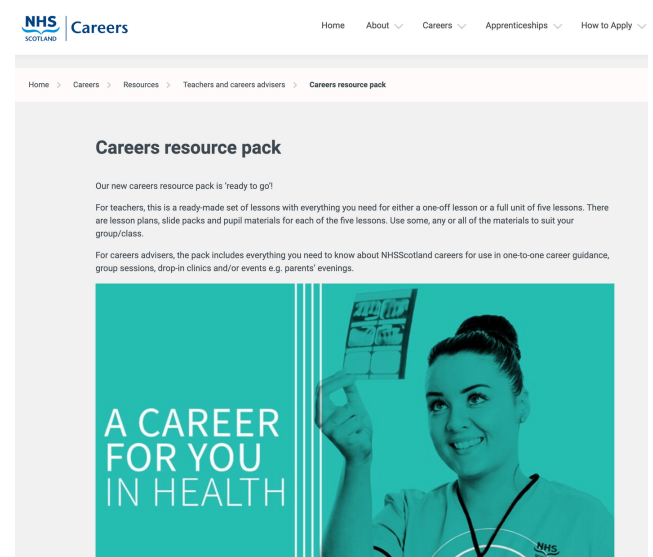 NHS
SCOTLAND
Careers
Home About Careers Apprenticeships How to Apply
Home > Careers > Resources > Teachers and careers advisers > Careers resource pack
Careers resource pack
Our new careers resource pack is 'ready to go'!
For teachers, this is a ready-made set of lessons with everything you need for either a one-off lesson or a full unit of five lessons. There
are lesson plans, slide packs and pupil materials for each of the five lessons. Use some, any or all of the materials to suit your
group/class.
For careers advisers, the pack includes everything you need to know about NHSScotland careers for use in one-to-one career guidance,
group sessions, drop-in clinics and/or events e.g. parents' evenings.
A CAREER
FOR YOU
IN HEALTH
NHS